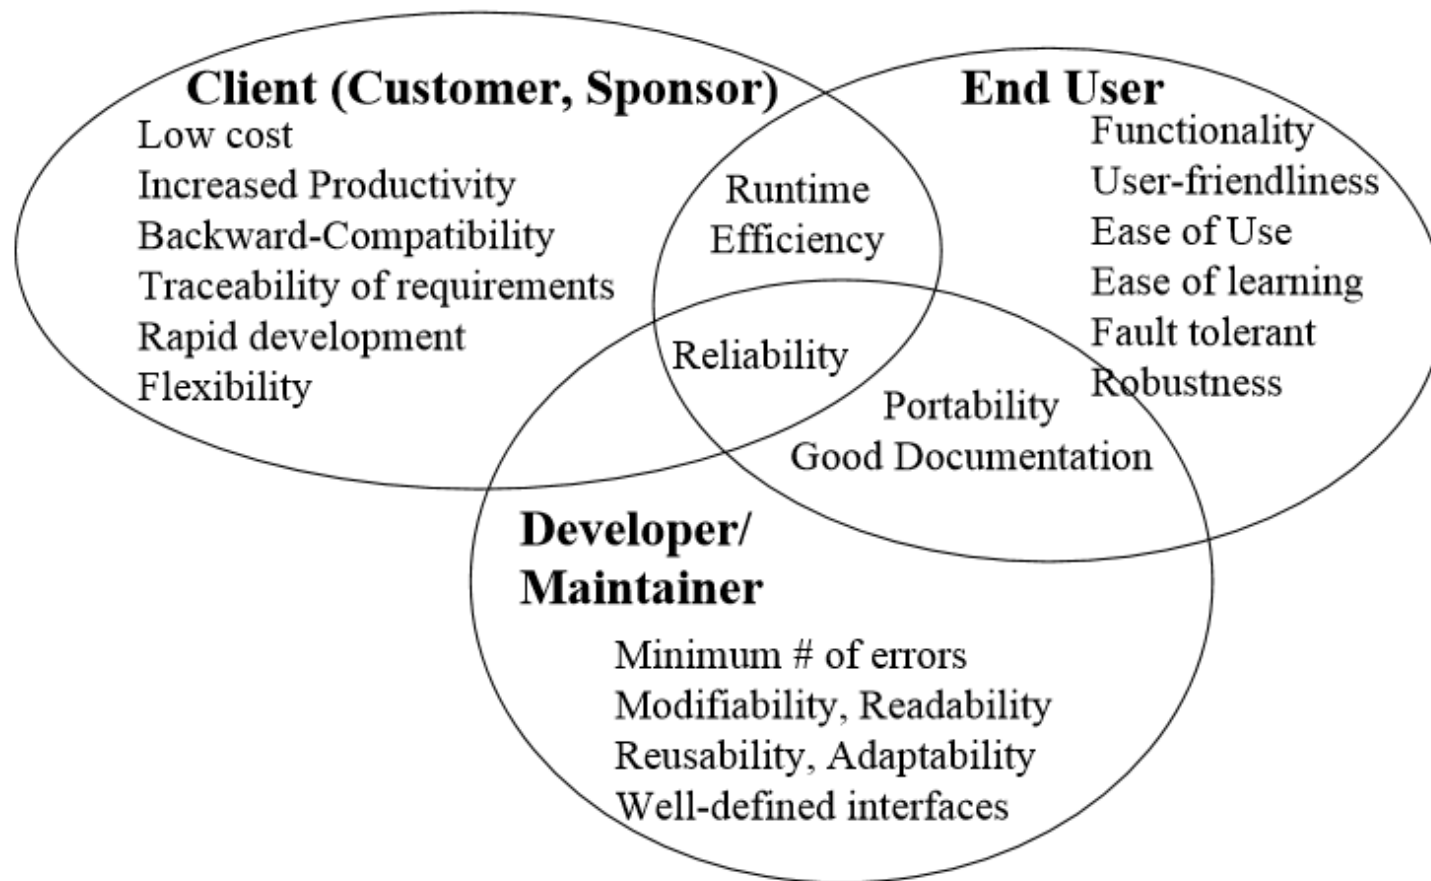 Client (Customer, Sponsor)
Low cost
Increased Productivity
Backward-Compatibility
Traceability of requirements
Rapid development
Flexibility
Runtime
Efficiency
Reliability
End User
Functionality
User-friendliness
Ease of Use
Ease of learning
Fault tolerant
Robustness
Portability
Good Documentation
Developer/
Maintainer
Minimum # of errors
Modifiability, Readability
Reusability, Adaptability
Well-defined interfaces